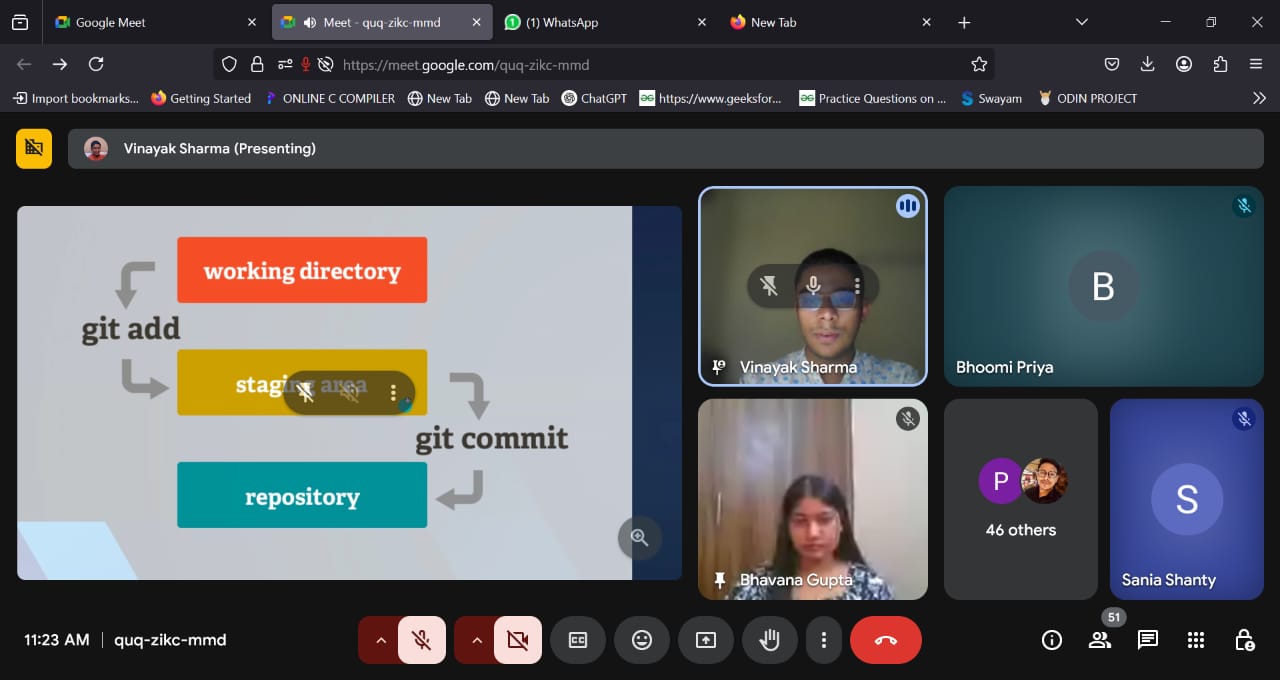 Google Meet
Meet - quq-zikc-mmd
(1) WhatsApp
New Tab
https://meet.google.com/quq-zikc-mmd
Import bookmarks...
Getting Started
ONLINE C COMPILER
New Tab
New Tab
ChatGPT
https://www.geeksfor...
Practice Questions on ...
Swayam
ODIN PROJECT
Vinayak Sharma (Presenting)
working directory
git add
staging area
git commit
repository
Vinayak Sharma
B
Bhoomi Priya
Bhavana Gupta
P
46 others
S
Sania Shanty
11:23 AM | quq-zikc-mmd
CC
51